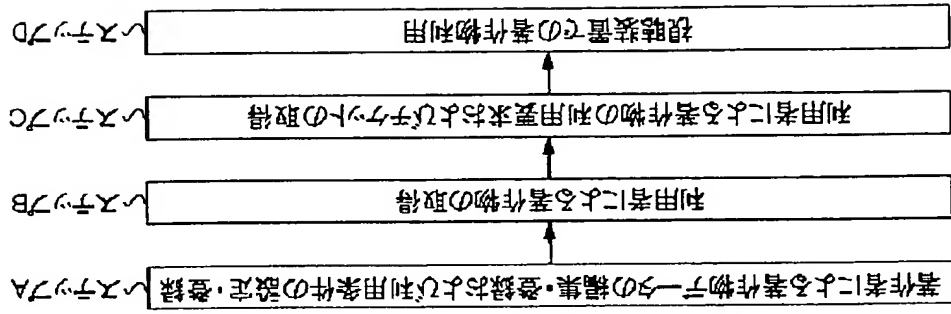 著作者による著作物データの編集・登録および利用条件の設定・登録 ステップA
利用者による著作物の取得 ステップB
利用者による著作物の利用要求およびチケットの取得 ステップC
視聴装置での著作物利用 ステップD